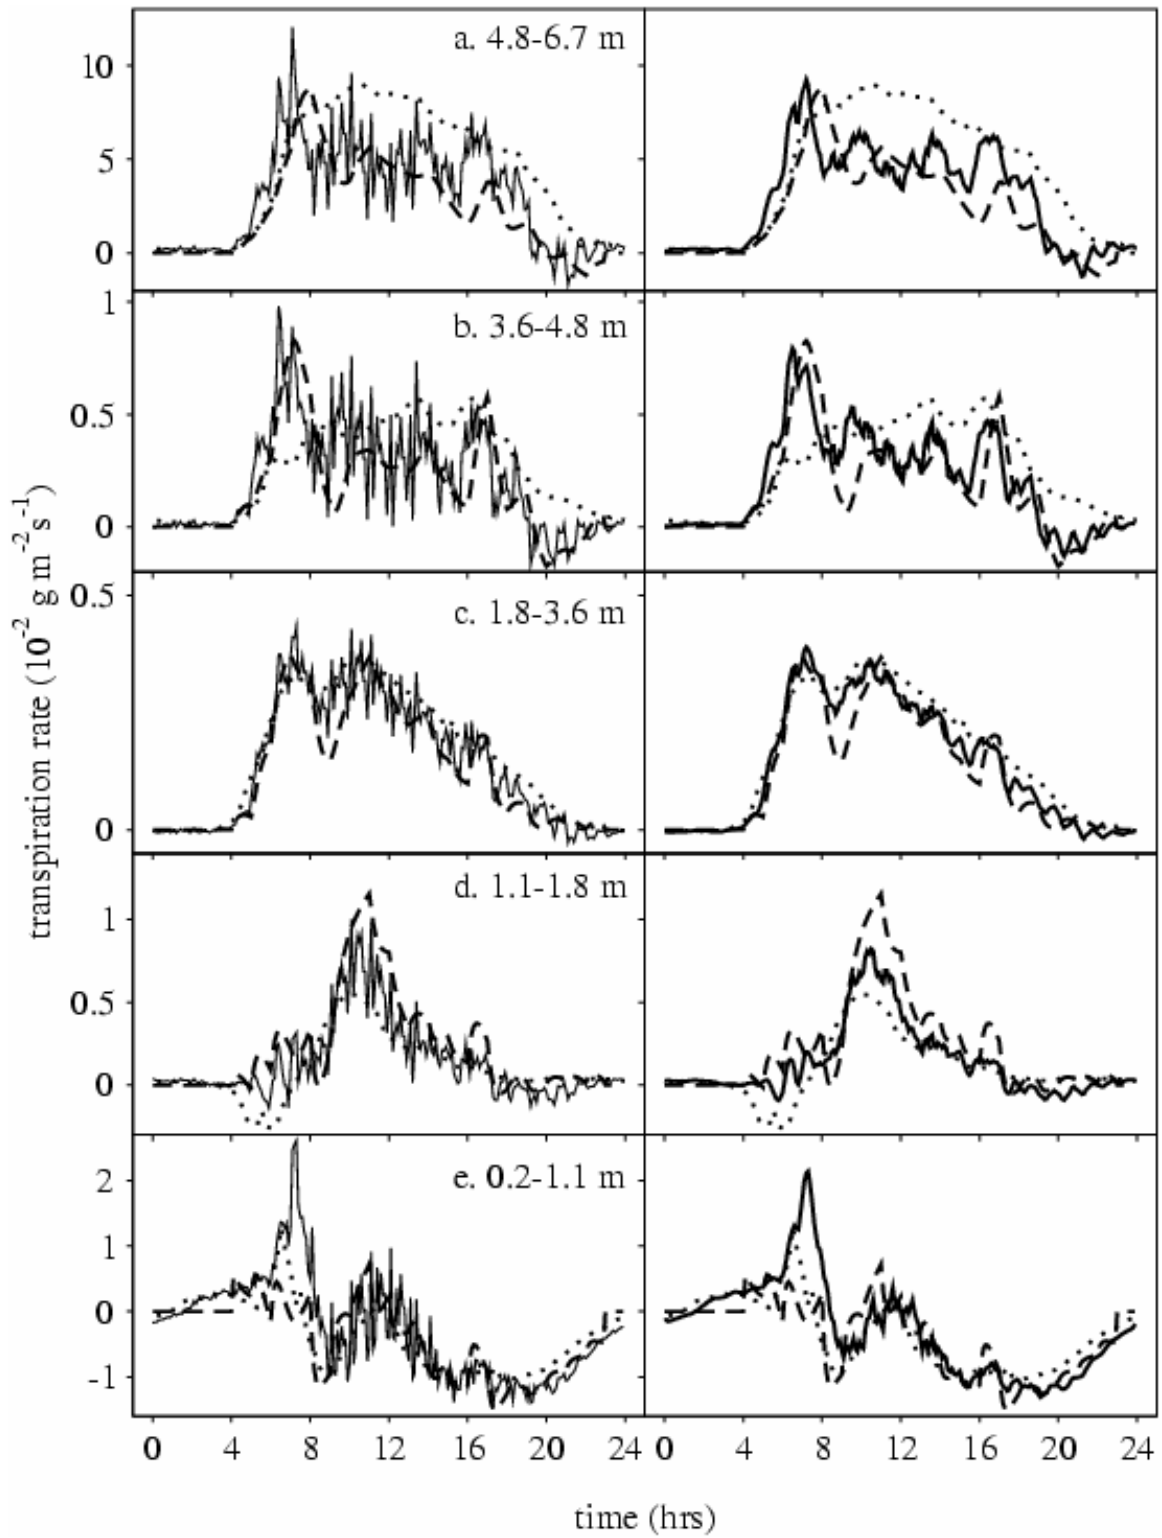 a. 4.8-6.7 m
10
5
0
b. 3.6-4.8 m
1
0.5
0
c. 1.8-3.6 m
0.5
0
d. 1.1-1.8 m
1
0.5
0
e. 0.2-1.1 m
2
1
0
-1
transpiration rate (10⁻² g m⁻² s⁻¹)
0 4 8 12 16 20 24 0 4 8 12 16 20 24
time (hrs)